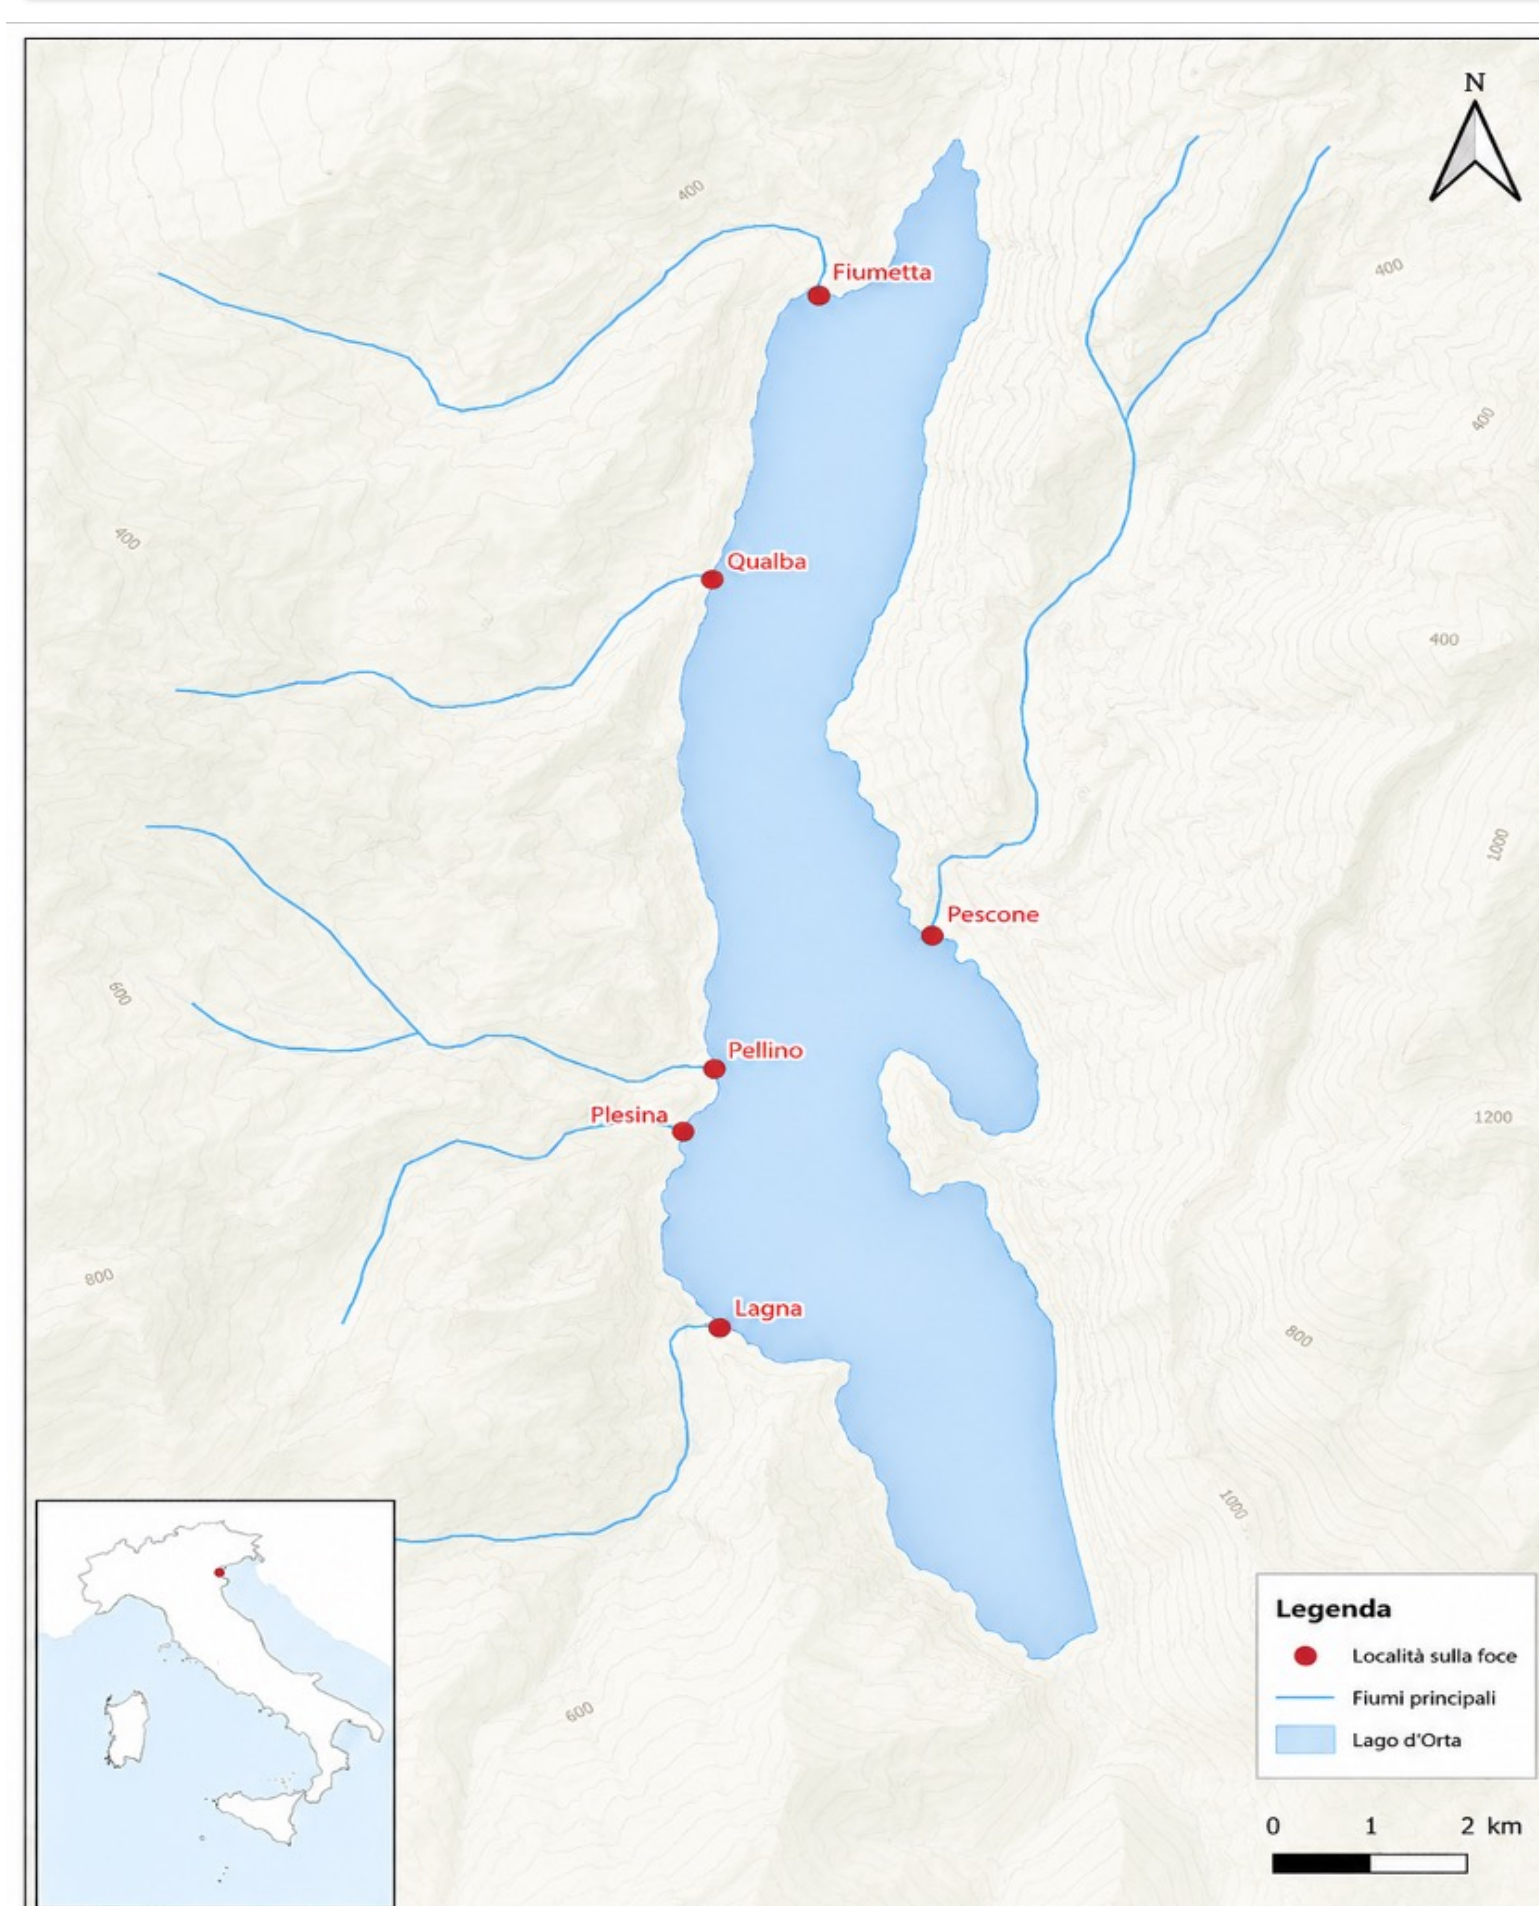 N
400
400
Fiumetta
400
400
Qualba
400
1000
Pescone
600
Pellino
Plesina
1200
800
Lagna
800
1000
Legenda
Località sulla foce
Fiumi principali
Lago d'Orta
600
0 1 2 km